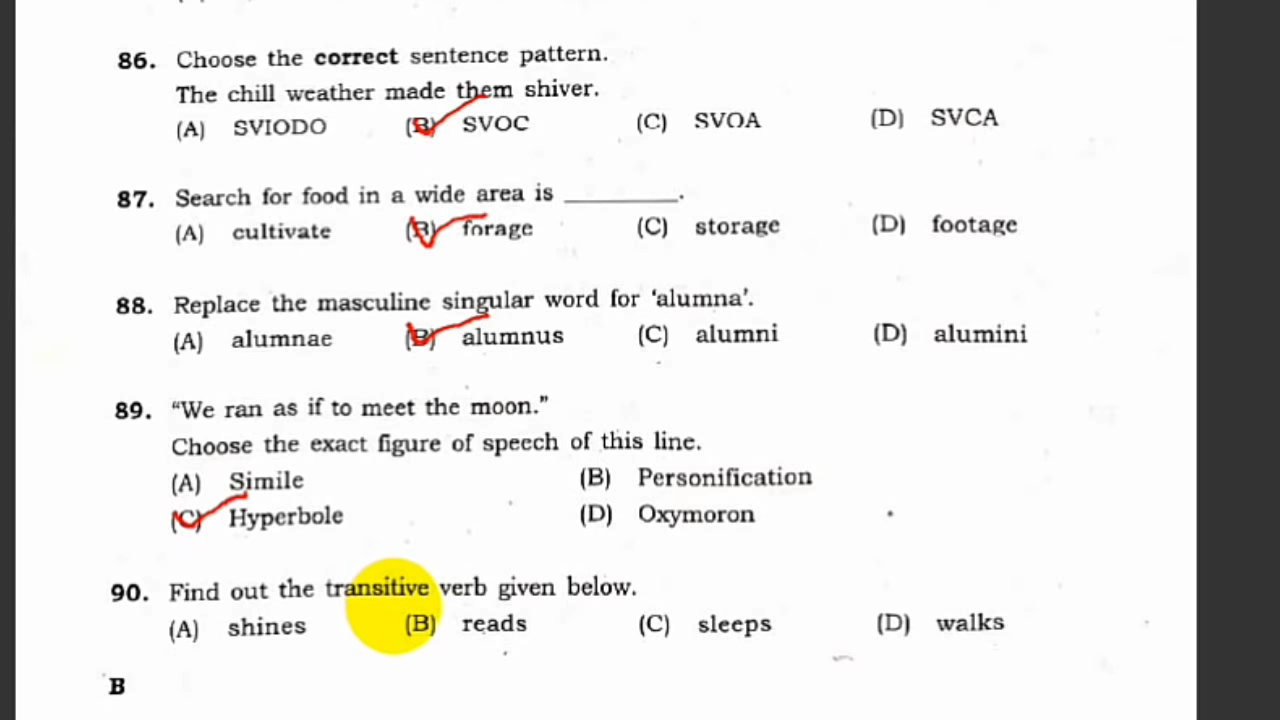 86. Choose the correct sentence pattern.
The chill weather made them shiver.
(A) SVIODO (B) SVOC (C) SVOA (D) SVCA
87. Search for food in a wide area is ________.
(A) cultivate (B) forage (C) storage (D) footage
88. Replace the masculine singular word for ‘alumna’.
(A) alumnae (B) alumnus (C) alumni (D) alumini
89. “We ran as if to meet the moon.”
Choose the exact figure of speech of this line.
(A) Simile (B) Personification
(C) Hyperbole (D) Oxymoron
90. Find out the transitive verb given below.
(A) shines (B) reads (C) sleeps (D) walks
B